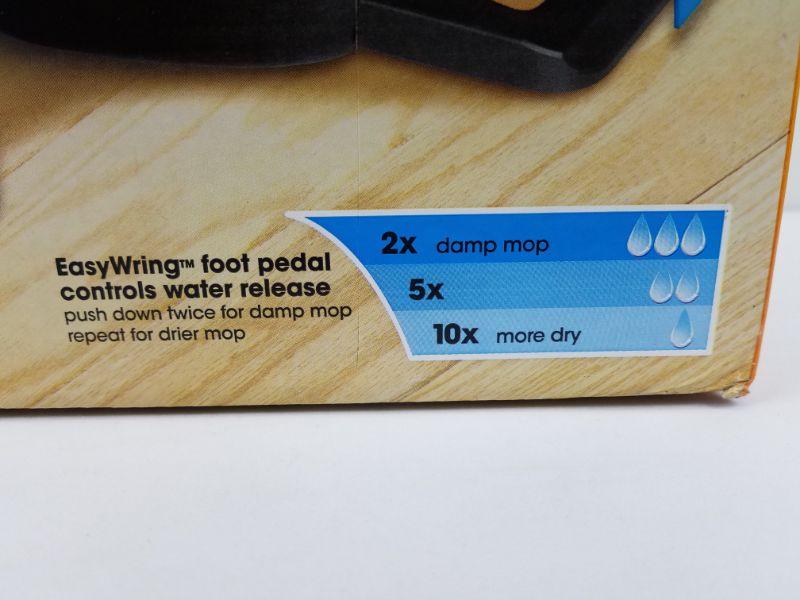 EasyWring™ foot pedal
controls water release
push down twice for damp mop
repeat for drier mop
2x damp mop
5x
10x more dry